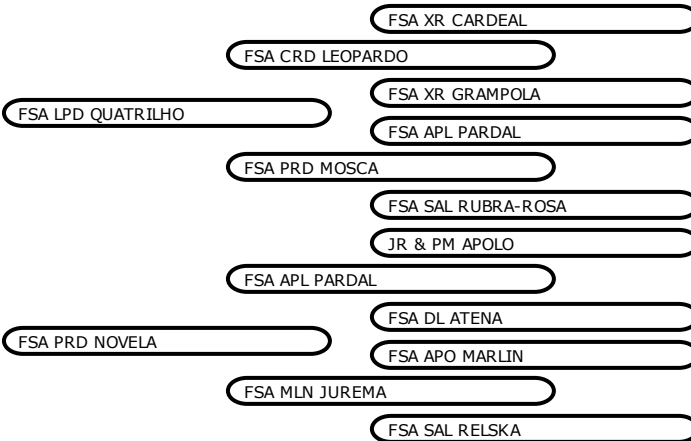 FSA XR CARDEAL
FSA CRD LEOPARDO
FSA XR GRAMPOLA
FSA LPD QUATRILHO
FSA APL PARDAL
FSA PRD MOSCA
FSA SAL RUBRA-ROSA
JR & PM APOLO
FSA APL PARDAL
FSA DL ATENA
FSA PRD NOVELA
FSA APO MARLIN
FSA MLN JUREMA
FSA SAL RELSKA